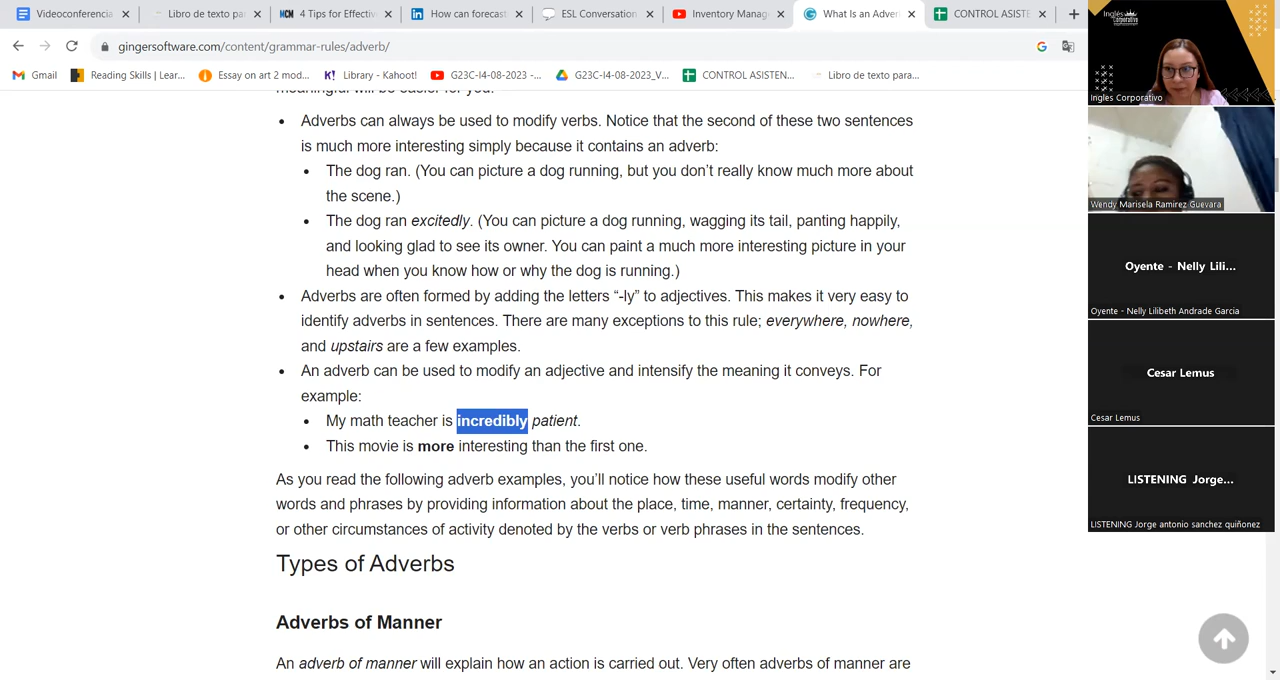 Videoconferencia
Libro de texto pa
4 Tips for Effectiv
How can forecast
ESL Conversation
Inventory Manag
What Is an Adver
CONTROL ASISTE
gingersoftware.com/content/grammar-rules/adverb/
Gmail
Reading Skills | Lear...
Essay on art 2 mod...
Library - Kahoot!
G23C-I4-08-2023 -...
G23C-I4-08-2023_V...
CONTROL ASISTEN...
Libro de texto para...
meaningful will be easier for you.
• Adverbs can always be used to modify verbs. Notice that the second of these two sentences
is much more interesting simply because it contains an adverb:
• The dog ran. (You can picture a dog running, but you don’t really know much more about
the scene.)
• The dog ran excitedly. (You can picture a dog running, wagging its tail, panting happily,
and looking glad to see its owner. You can paint a much more interesting picture in your
head when you know how or why the dog is running.)
• Adverbs are often formed by adding the letters “-ly” to adjectives. This makes it very easy to
identify adverbs in sentences. There are many exceptions to this rule; everywhere, nowhere,
and upstairs are a few examples.
• An adverb can be used to modify an adjective and intensify the meaning it conveys. For
example:
• My math teacher is incredibly patient.
• This movie is more interesting than the first one.
As you read the following adverb examples, you’ll notice how these useful words modify other
words and phrases by providing information about the place, time, manner, certainty, frequency,
or other circumstances of activity denoted by the verbs or verb phrases in the sentences.
Types of Adverbs
Adverbs of Manner
An adverb of manner will explain how an action is carried out. Very often adverbs of manner are
Inglés
Corporativo
Ingles Corporativo
Wendy Marisela Ramirez Guevara
Oyente - Nelly Lili...
Oyente - Nelly Lilibeth Andrade Garcia
Cesar Lemus
Cesar Lemus
LISTENING Jorge...
LISTENING Jorge antonio sanchez quiñonez